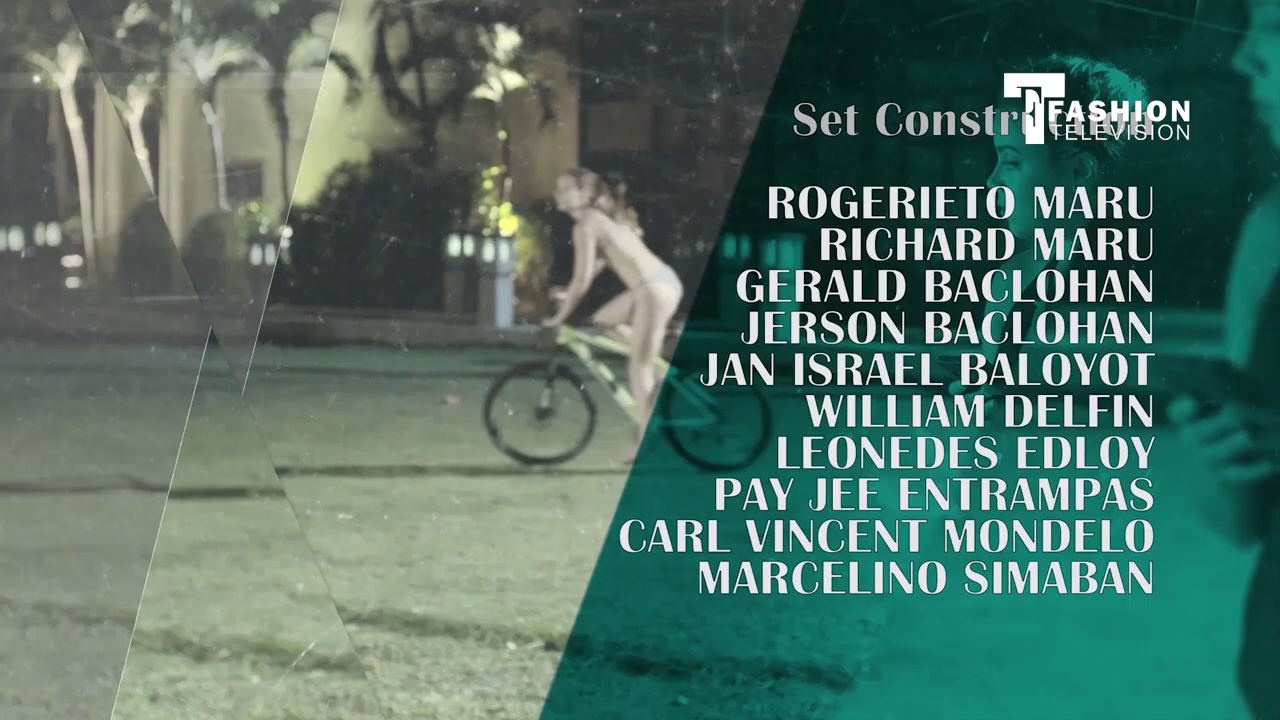 Set Constr
FASHION
TELEVISION
ROGERIETO MARU
RICHARD MARU
GERALD BACLOHAN
JERSON BACLOHAN
JAN ISRAEL BALOYOT
WILLIAM DELFIN
LEONEDES EDLOY
PAY JEE ENTRAMPAS
CARL VINCENT MONDELO
MARCELINO SIMABAN